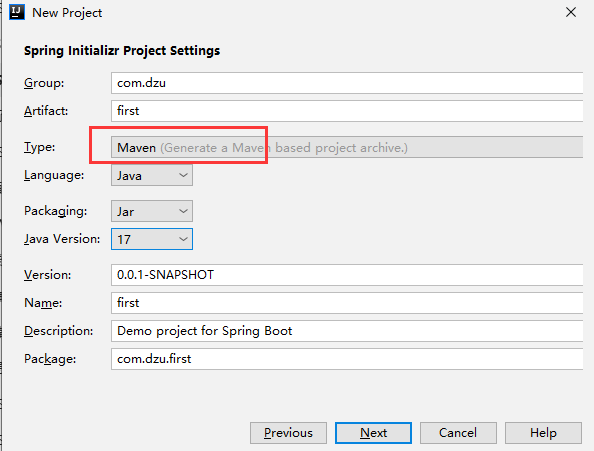 IJ New Project
Spring Initializr Project Settings
Group: com.dzu
Artifact: first
Type: Maven (Generate a Maven based project archive.)
Language: Java
Packaging: Jar
Java Version: 17
Version: 0.0.1-SNAPSHOT
Name: first
Description: Demo project for Spring Boot
Package: com.dzu.first
Previous Next Cancel Help